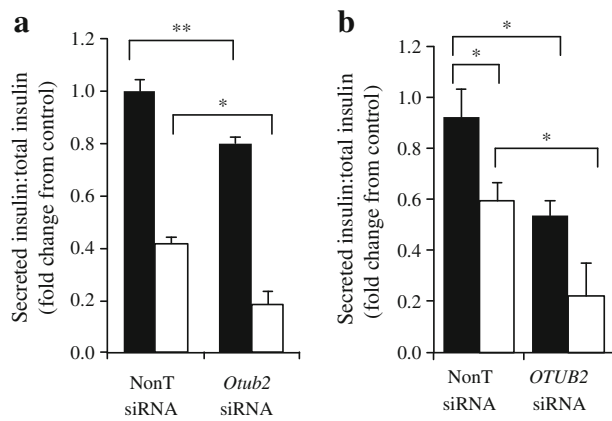 a
Secreted insulin:total insulin
(fold change from control)
1.2
1.0
0.8
0.6
0.4
0.2
0.0
**
*
NonT
siRNA
Otub2
siRNA
b
Secreted insulin:total insulin
(fold change from control)
1.2
1.0
0.8
0.6
0.4
0.2
0.0
*
*
*
NonT
siRNA
OTUB2
siRNA